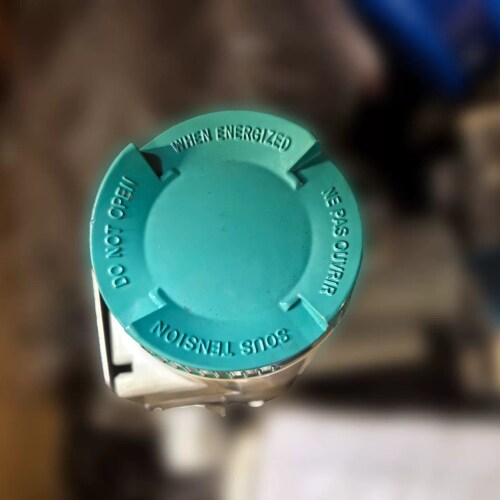 DO NOT OPEN
WHEN ENERGIZED
NE PAS OUVRIR
SOUS TENSION